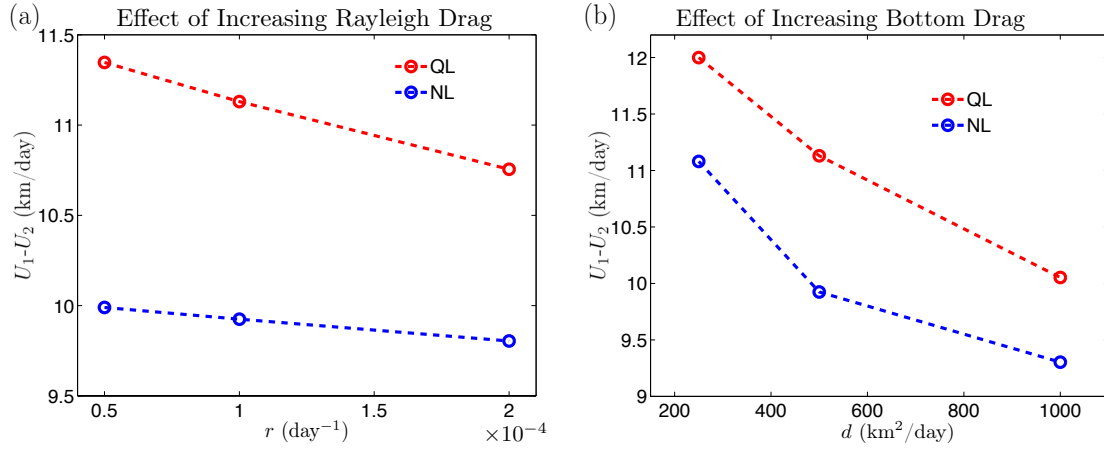 (a)
Effect of Increasing Rayleigh Drag
11.5
11
10.5
10
9.5
U₁-U₂ (km/day)
QL
NL
0.5
1
1.5
2
r (day⁻¹)
×10⁻⁴
(b)
Effect of Increasing Bottom Drag
12
11.5
11
10.5
10
9.5
9
U₁-U₂ (km/day)
QL
NL
200
400
600
800
1000
d (km²/day)